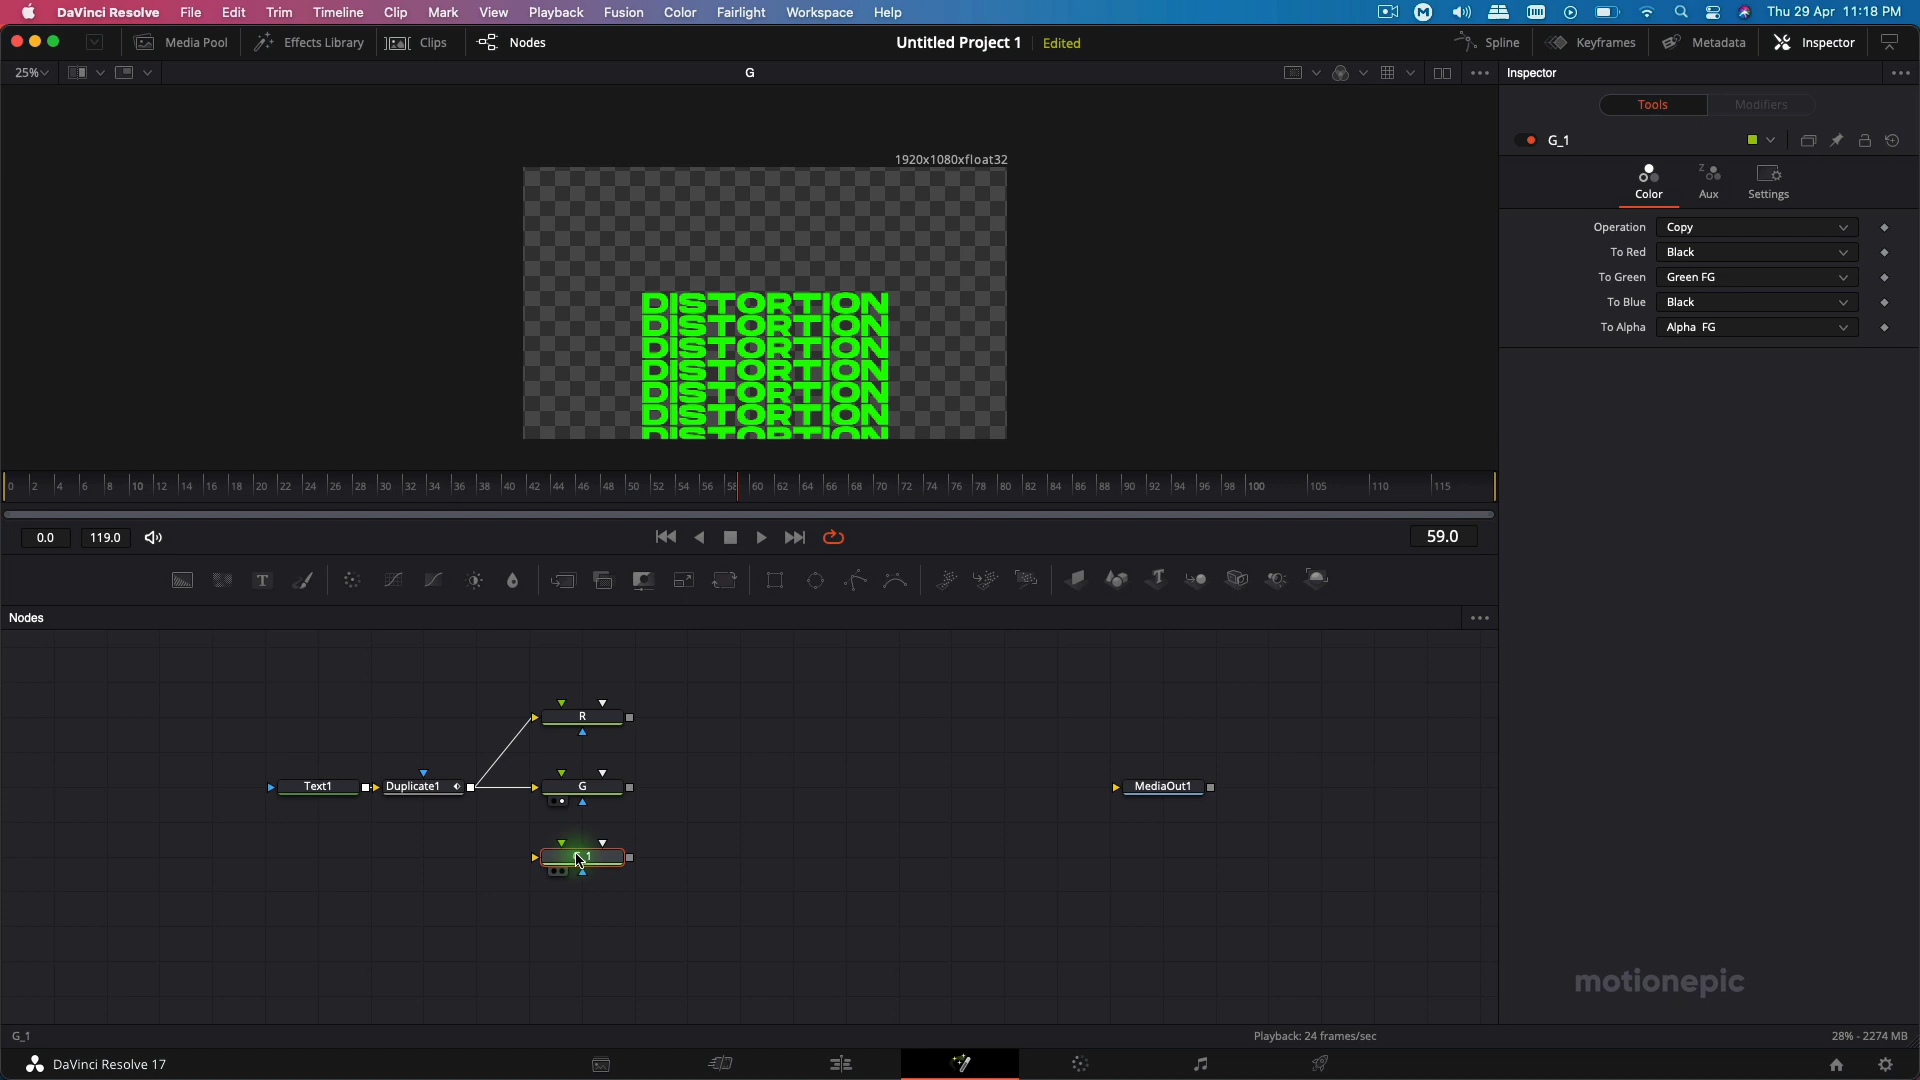 DaVinci Resolve File Edit Trim Timeline Clip Mark View Playback Fusion Color Fairlight Workspace Help Thu 29 Apr 11:18 PM
Media Pool Effects Library Clips Nodes Untitled Project 1 Edited Spline Keyframes Metadata Inspector
25% G Inspector
Tools Modifiers
G_1
1920x1080xfloat32
Color Aux Settings
Operation Copy
To Red Black
To Green Green FG
To Blue Black
To Alpha Alpha FG
DISTORTION
DISTORTION
DISTORTION
DISTORTION
DISTORTION
DISTORTION
DISTORTION
0 2 4 6 8 10 12 14 16 18 20 22 24 26 28 30 32 34 36 38 40 42 44 46 48 50 52 54 56 58 60 62 64 66 68 70 72 74 76 78 80 82 84 86 88 90 92 94 96 98 100 105 110 115
0.0 119.0 59.0
Nodes
R
Text1 Duplicate1 G MediaOut1
motionepic
G_1 Playback: 24 frames/sec 28% - 2274 MB
DaVinci Resolve 17